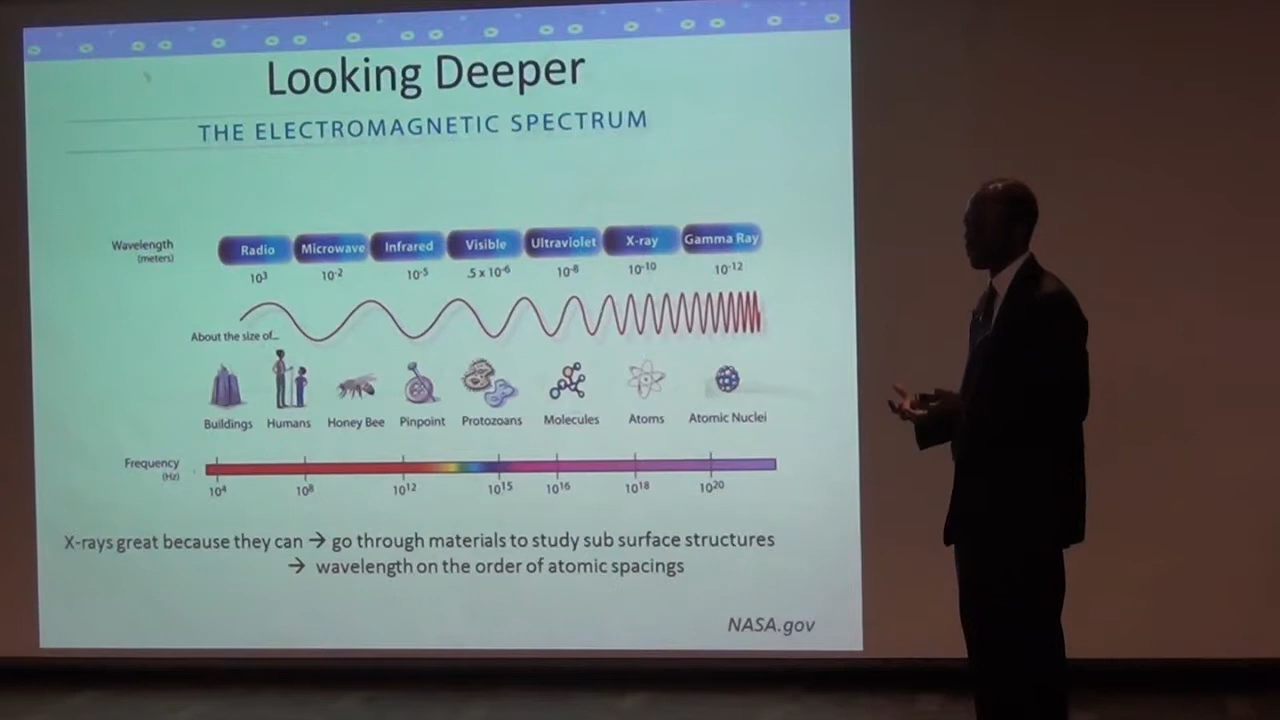 Looking Deeper
THE ELECTROMAGNETIC SPECTRUM
Wavelength (meters)
Radio Microwave Infrared Visible Ultraviolet X-ray Gamma Ray
10³ 10⁻² 10⁻⁵ .5 x 10⁻⁶ 10⁻⁸ 10⁻¹⁰ 10⁻¹²
About the size of...
Buildings Humans Honey Bee Pinpoint Protozoans Molecules Atoms Atomic Nuclei
Frequency (Hz)
10⁴ 10⁸ 10¹² 10¹⁵ 10¹⁶ 10¹⁸ 10²⁰
X-rays great because they can → go through materials to study sub surface structures
→ wavelength on the order of atomic spacings
NASA.gov